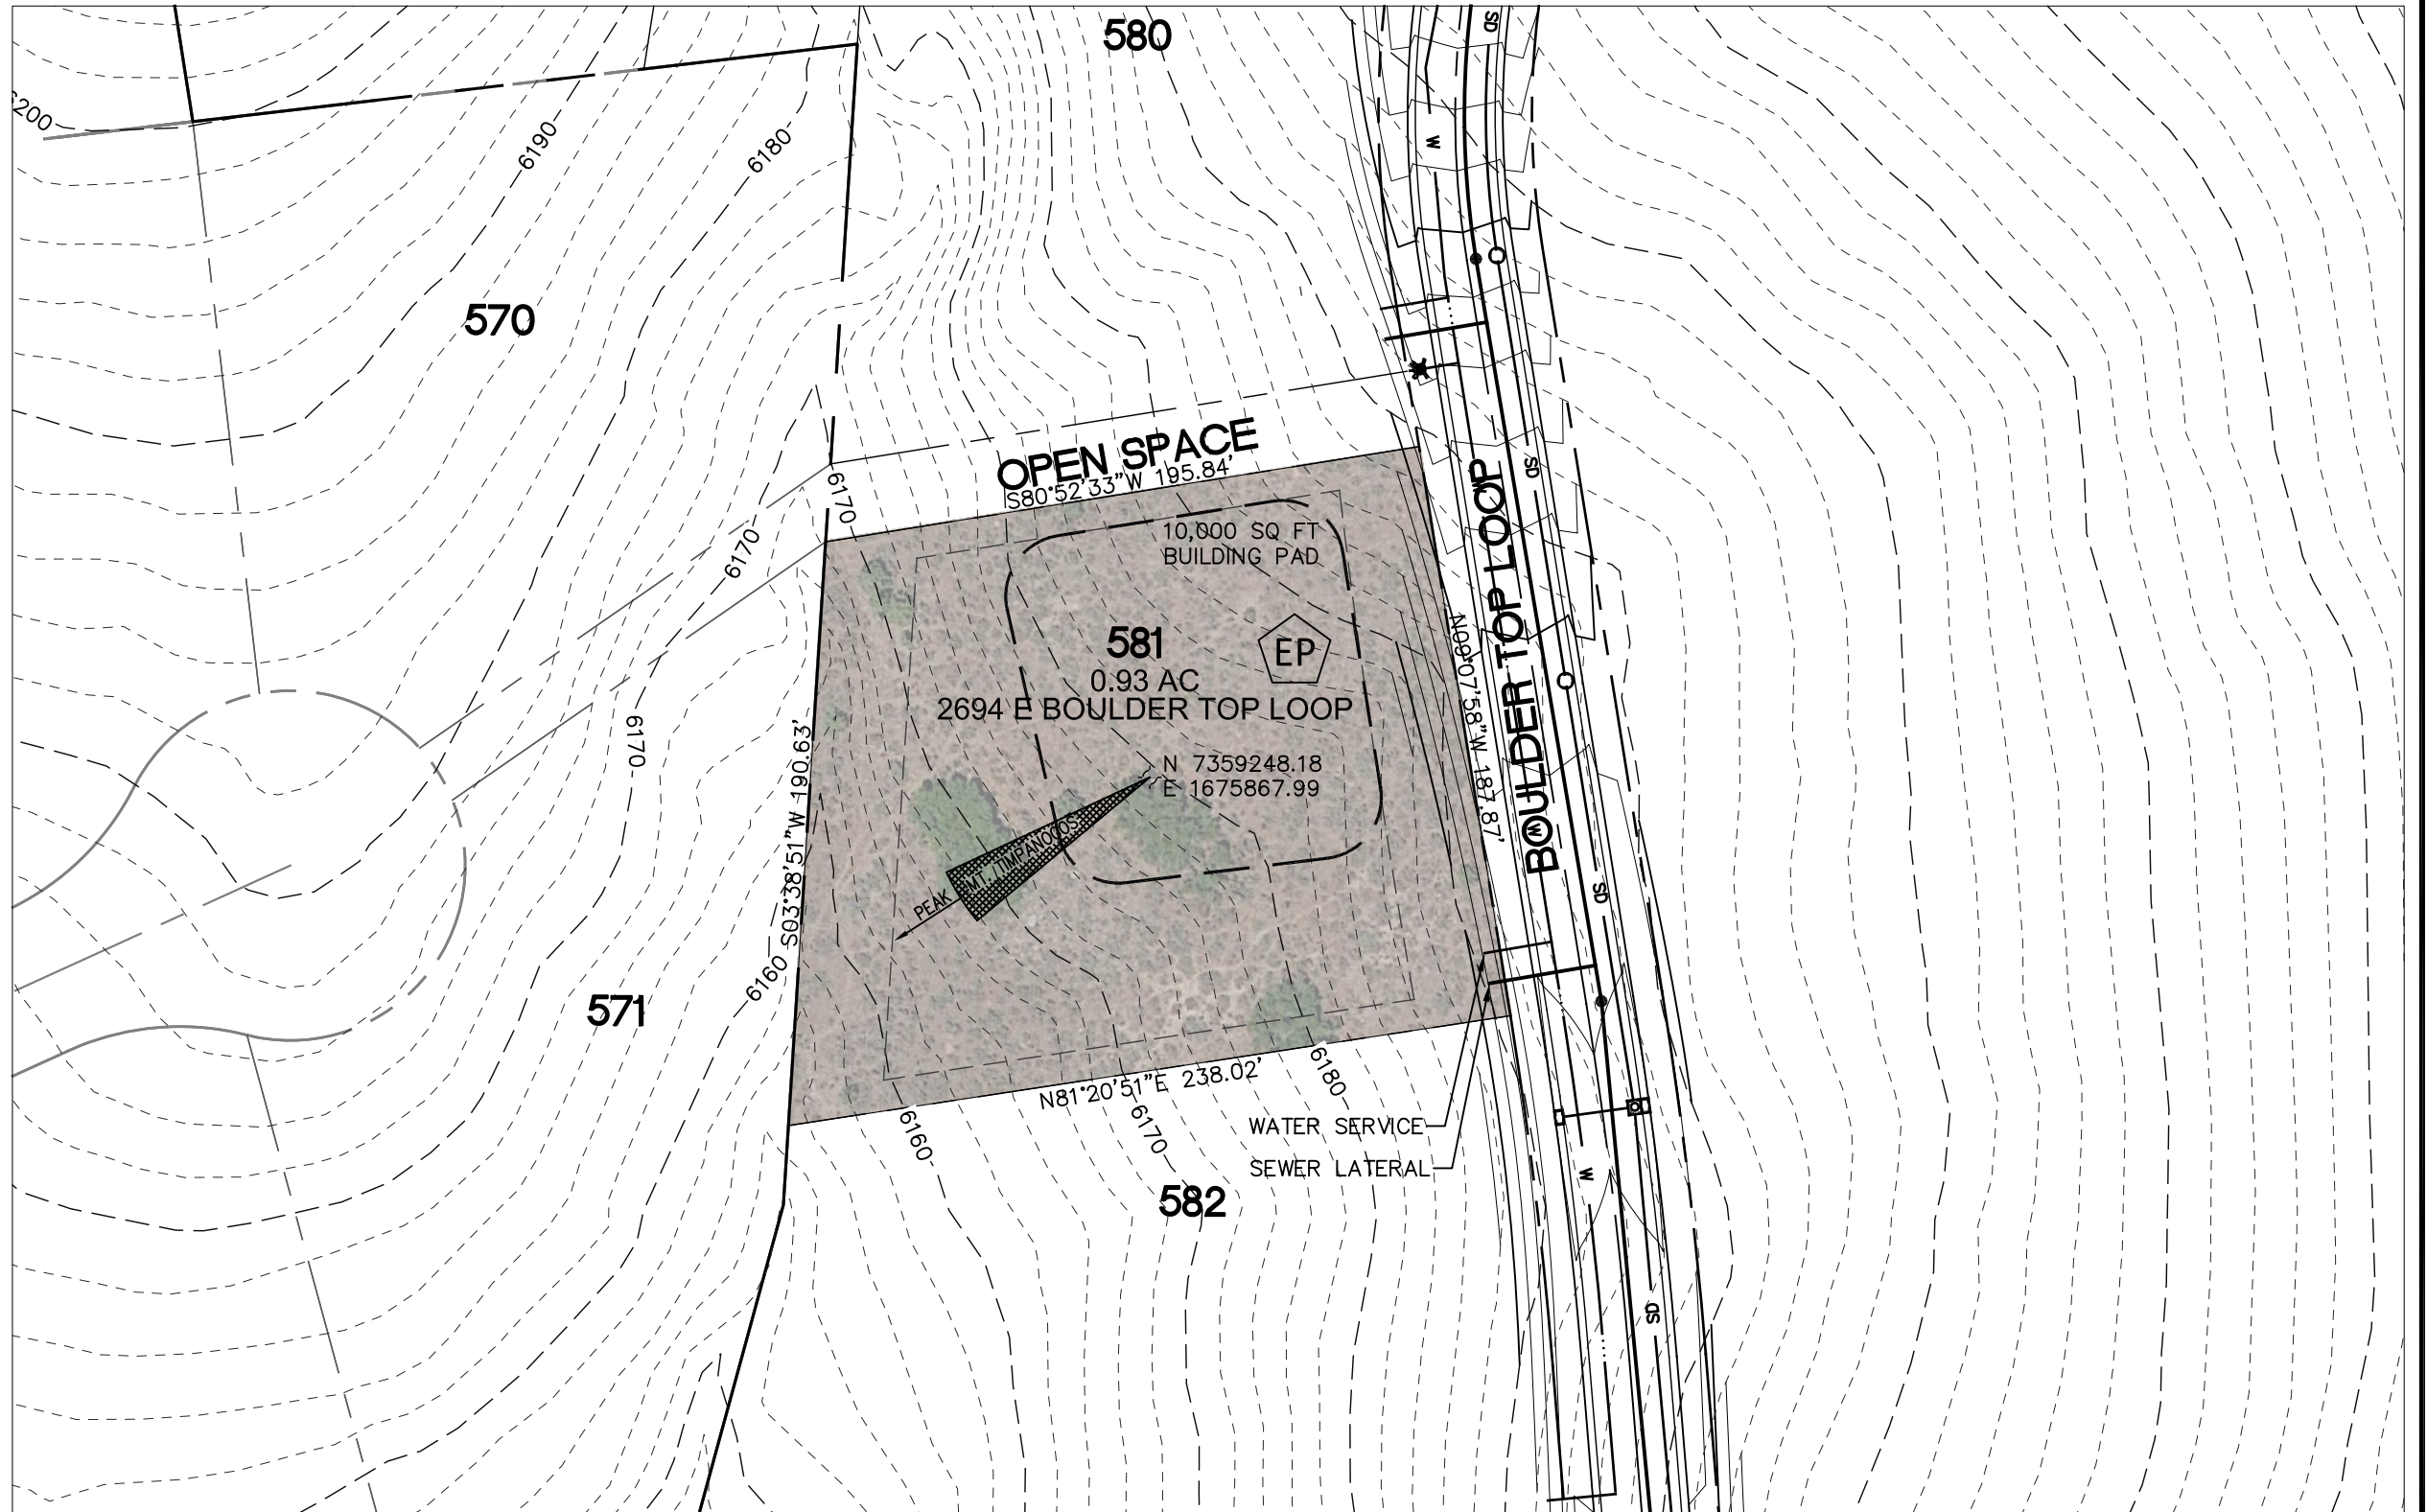 580
SD
6200
6190
6180
W
570
OPEN SPACE
S80°52'33"W 195.84'
6170
6170
10,000 SQ FT
BUILDING PAD
SD
W
BOULDER TOP LOOP
581
EP
0.93 AC
2694 E BOULDER TOP LOOP
N09°07'58"W 187.87'
6170
S03°38'51"W 190.63'
N 7359248.18
E 1675867.99
MT. TIMPANOGOS
PEAK
W
SD
6160
571
N81°20'51"E 238.02'
6180
6160
6170
WATER SERVICE
SEWER LATERAL
W
582
SD